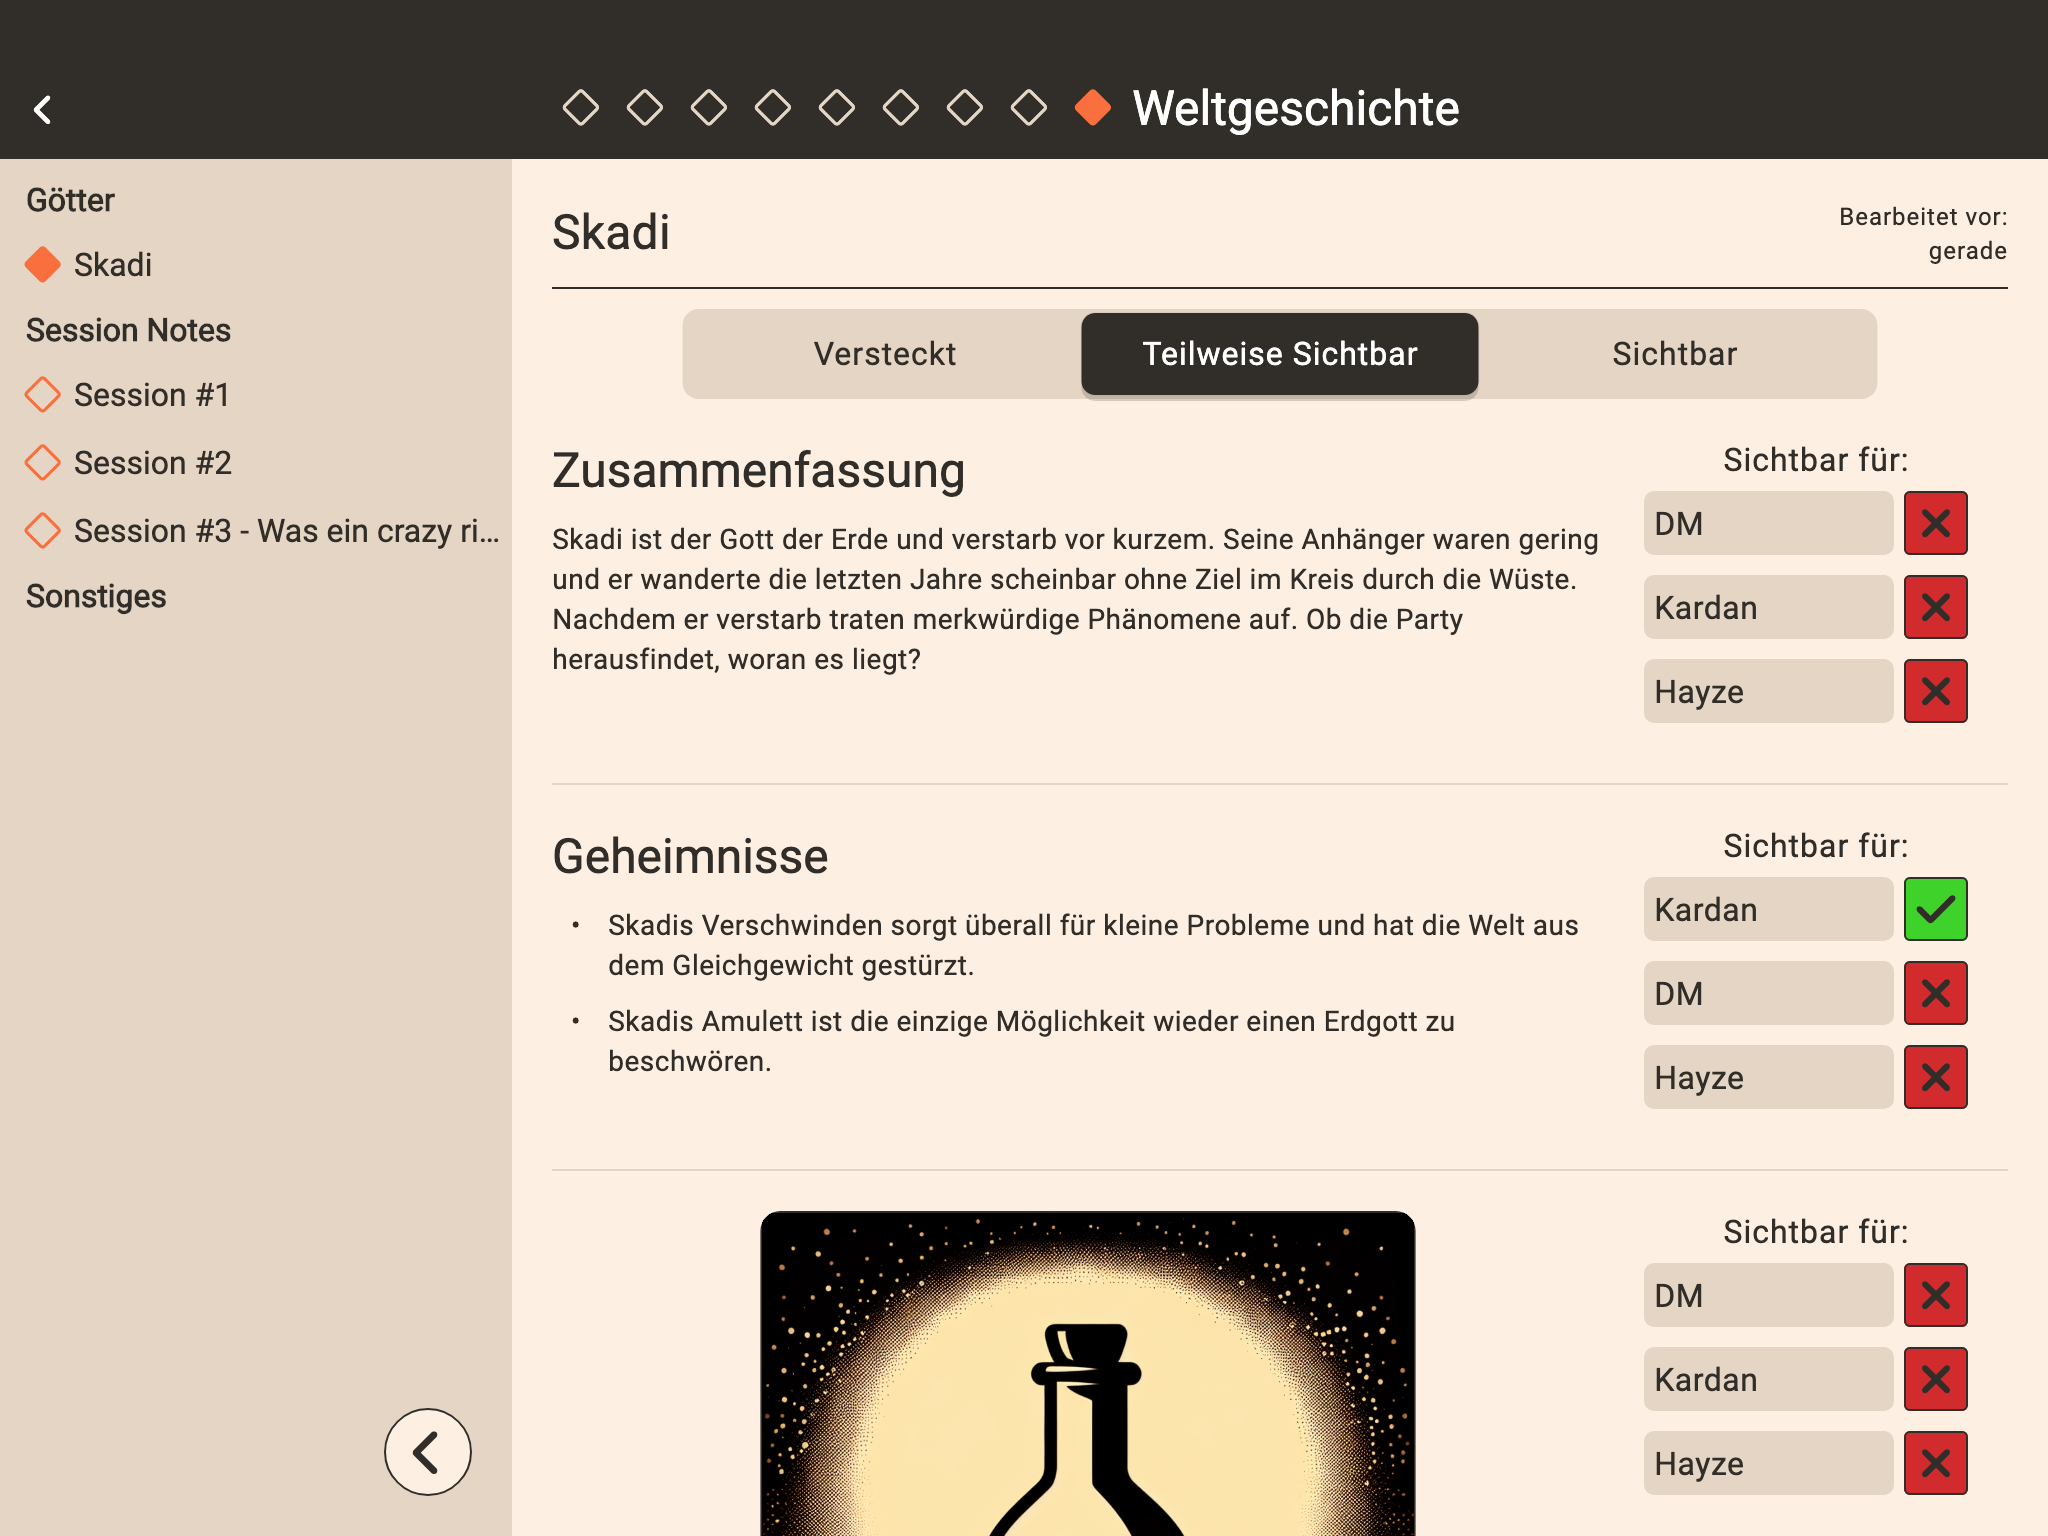 Weltgeschichte
Götter
Skadi
Session Notes
Session #1
Session #2
Session #3 - Was ein crazy ri...
Sonstiges
Skadi
Bearbeitet vor:
gerade
Versteckt
Teilweise Sichtbar
Sichtbar
Zusammenfassung
Skadi ist der Gott der Erde und verstarb vor kurzem. Seine Anhänger waren gering
und er wanderte die letzten Jahre scheinbar ohne Ziel im Kreis durch die Wüste.
Nachdem er verstarb traten merkwürdige Phänomene auf. Ob die Party
herausfindet, woran es liegt?
Sichtbar für:
DM
Kardan
Hayze
Geheimnisse
• Skadis Verschwinden sorgt überall für kleine Probleme und hat die Welt aus
dem Gleichgewicht gestürzt.
• Skadis Amulett ist die einzige Möglichkeit wieder einen Erdgott zu
beschwören.
Sichtbar für:
Kardan
DM
Hayze
Sichtbar für:
DM
Kardan
Hayze